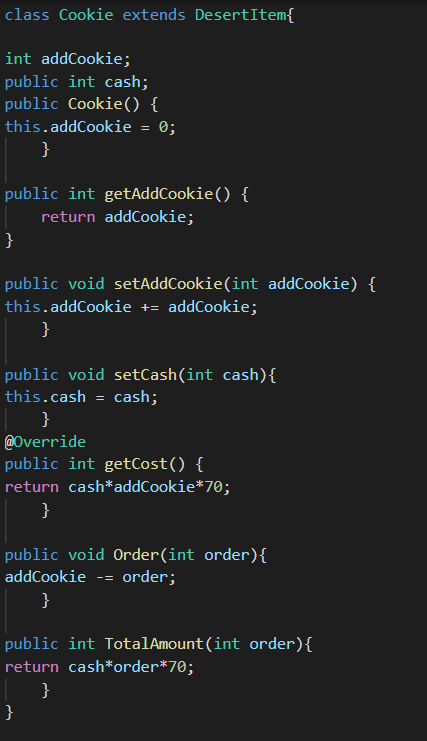 class Cookie extends DesertItem{
int addCookie;
public int cash;
public Cookie() {
this.addCookie = 0;
}
public int getAddCookie() {
return addCookie;
}
public void setAddCookie(int addCookie) {
this.addCookie += addCookie;
}
public void setCash(int cash){
this.cash = cash;
}
@Override
public int getCost() {
return cash*addCookie*70;
}
public void Order(int order){
addCookie -= order;
}
public int TotalAmount(int order){
return cash*order*70;
}
}